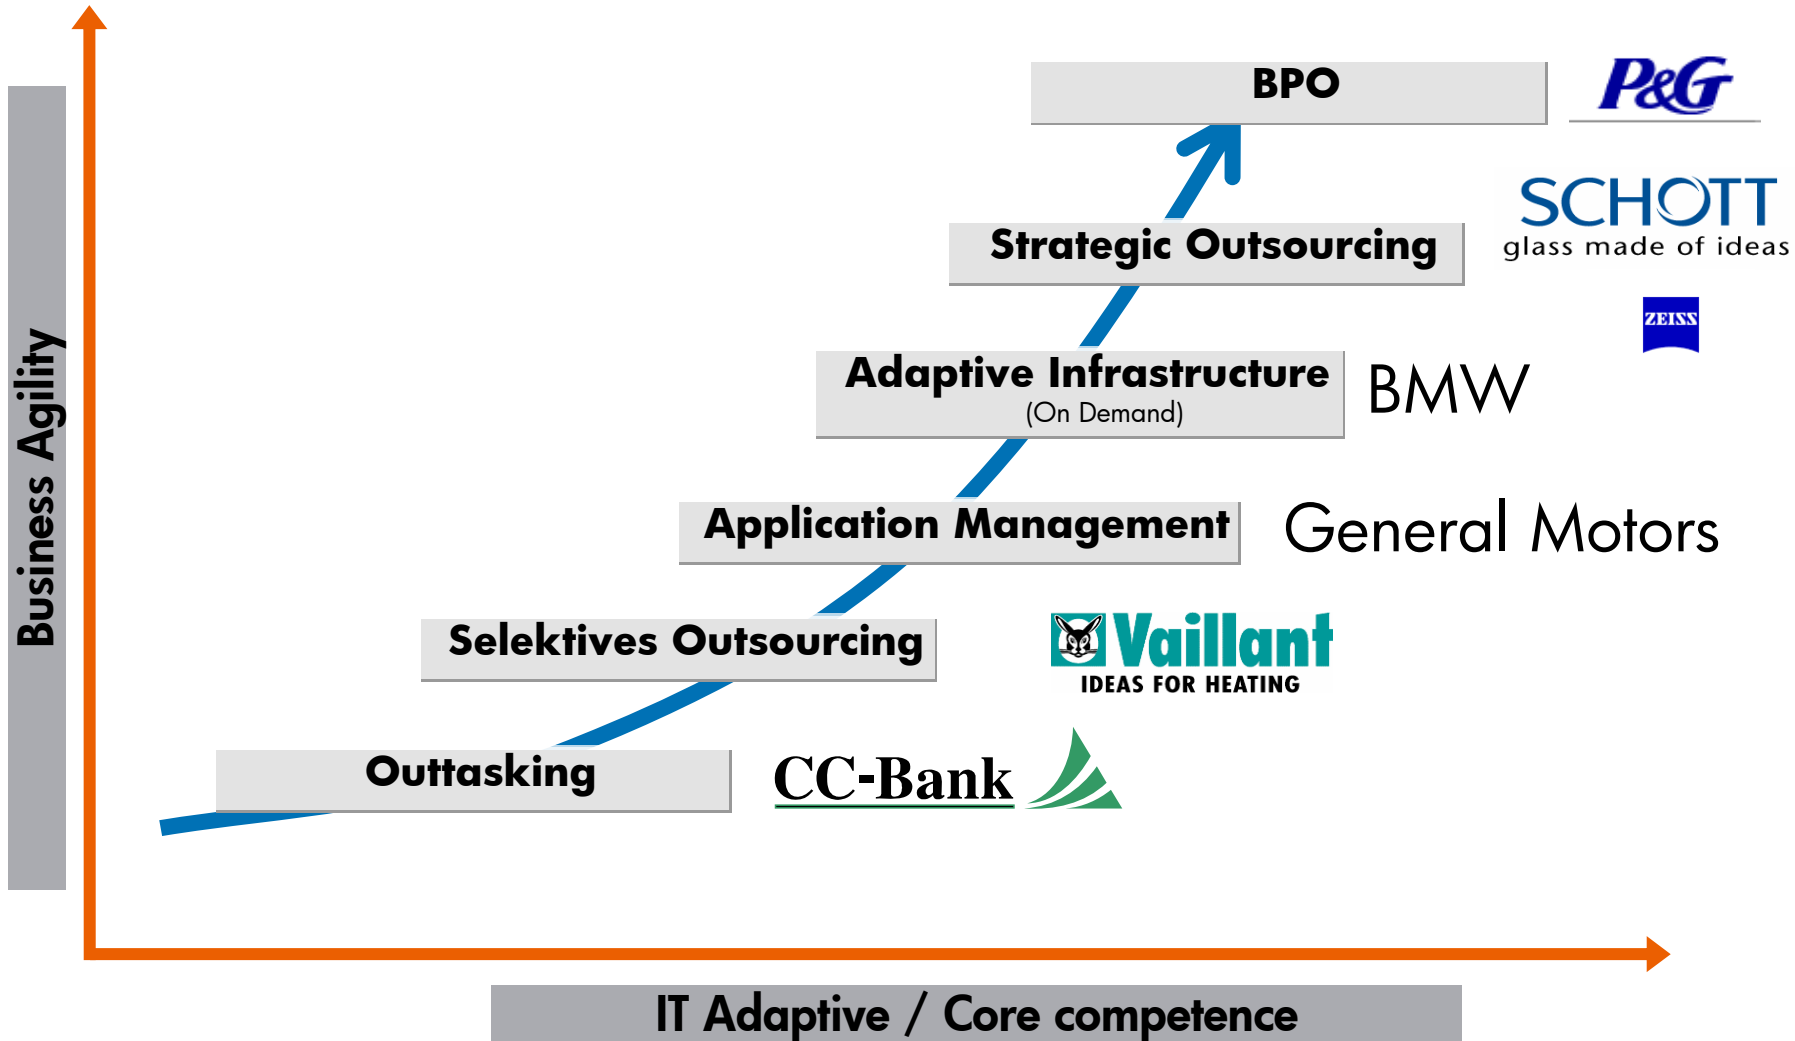 BPO
P&G
Strategic Outsourcing
SCHOTT
glass made of ideas
ZEISS
Adaptive Infrastructure
(On Demand)
BMW
Application Management
General Motors
Selektives Outsourcing
Vaillant
IDEAS FOR HEATING
Outtasking
CC-Bank
Business Agility
IT Adaptive / Core competence